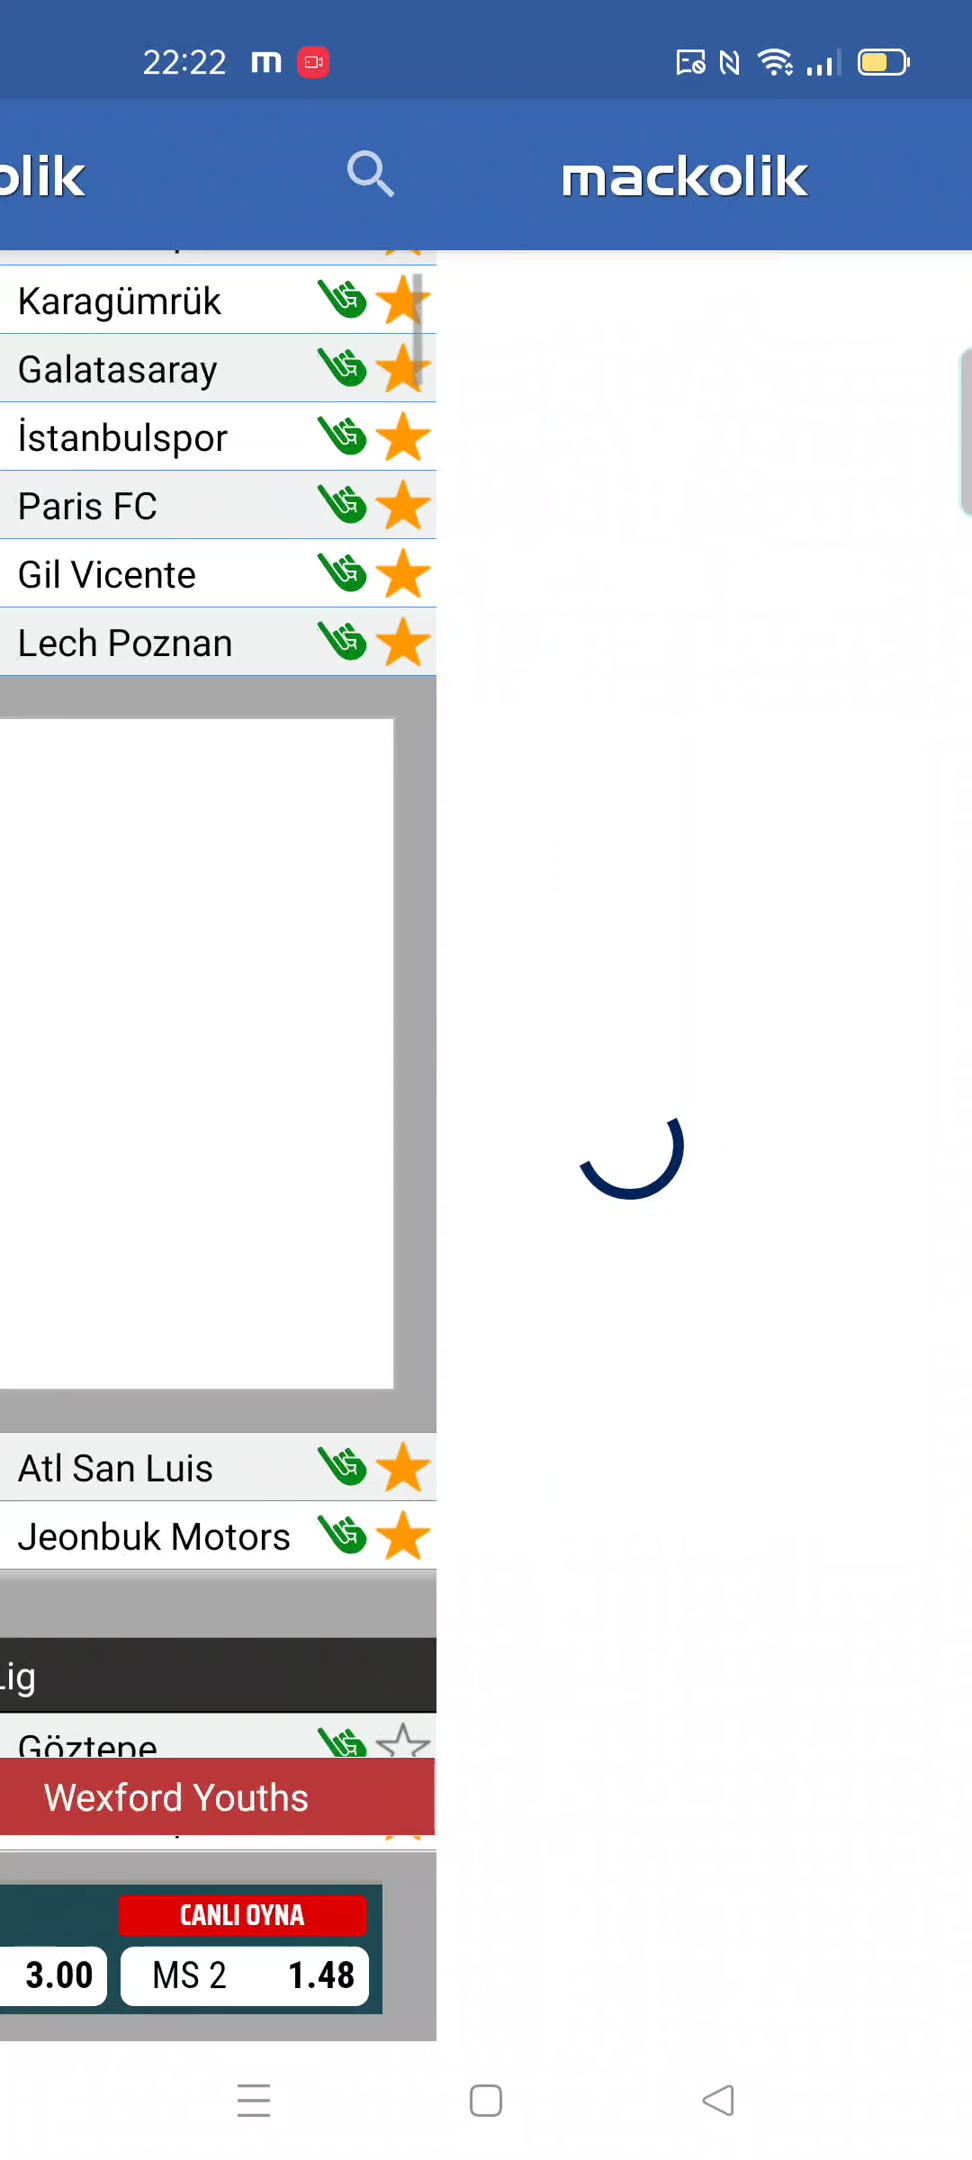 22:22 m
olik
mackolik
Karagümrük
Galatasaray
İstanbulspor
Paris FC
Gil Vicente
Lech Poznan
Atl San Luis
Jeonbuk Motors
Lig
Göztepe
Wexford Youths
CANLI OYNA
3.00 MS 2 1.48